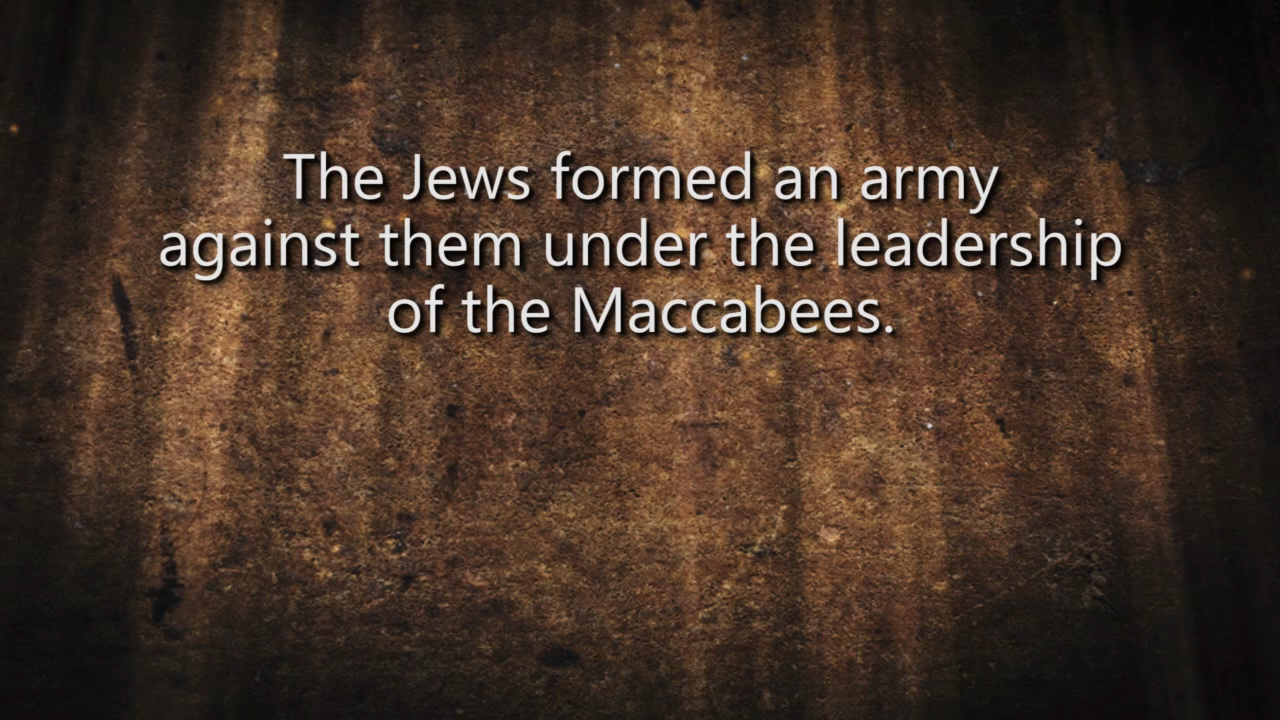 The Jews formed an army
against them under the leadership
of the Maccabees.